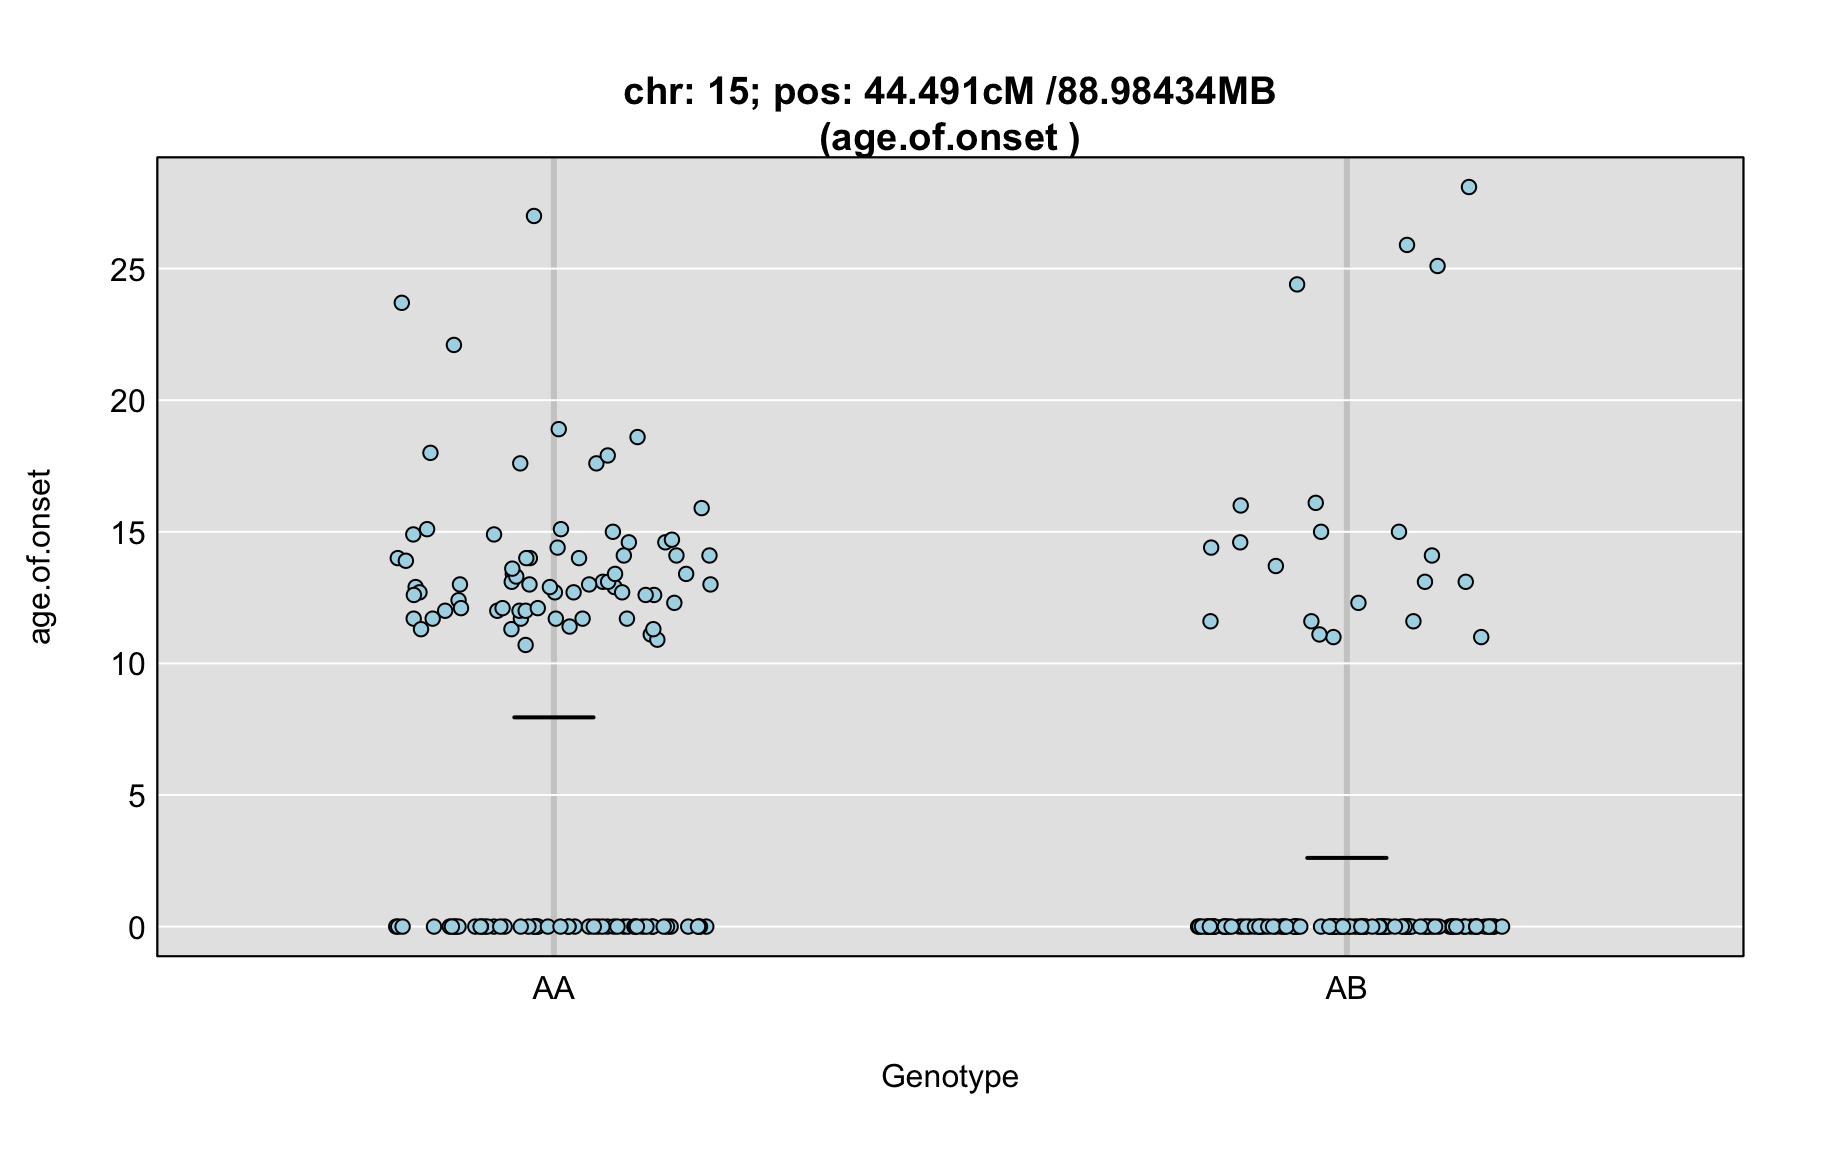 chr: 15; pos: 44.491cM /88.98434MB
(age.of.onset )
age.of.onset
25
20
15
10
5
0
AA AB
Genotype